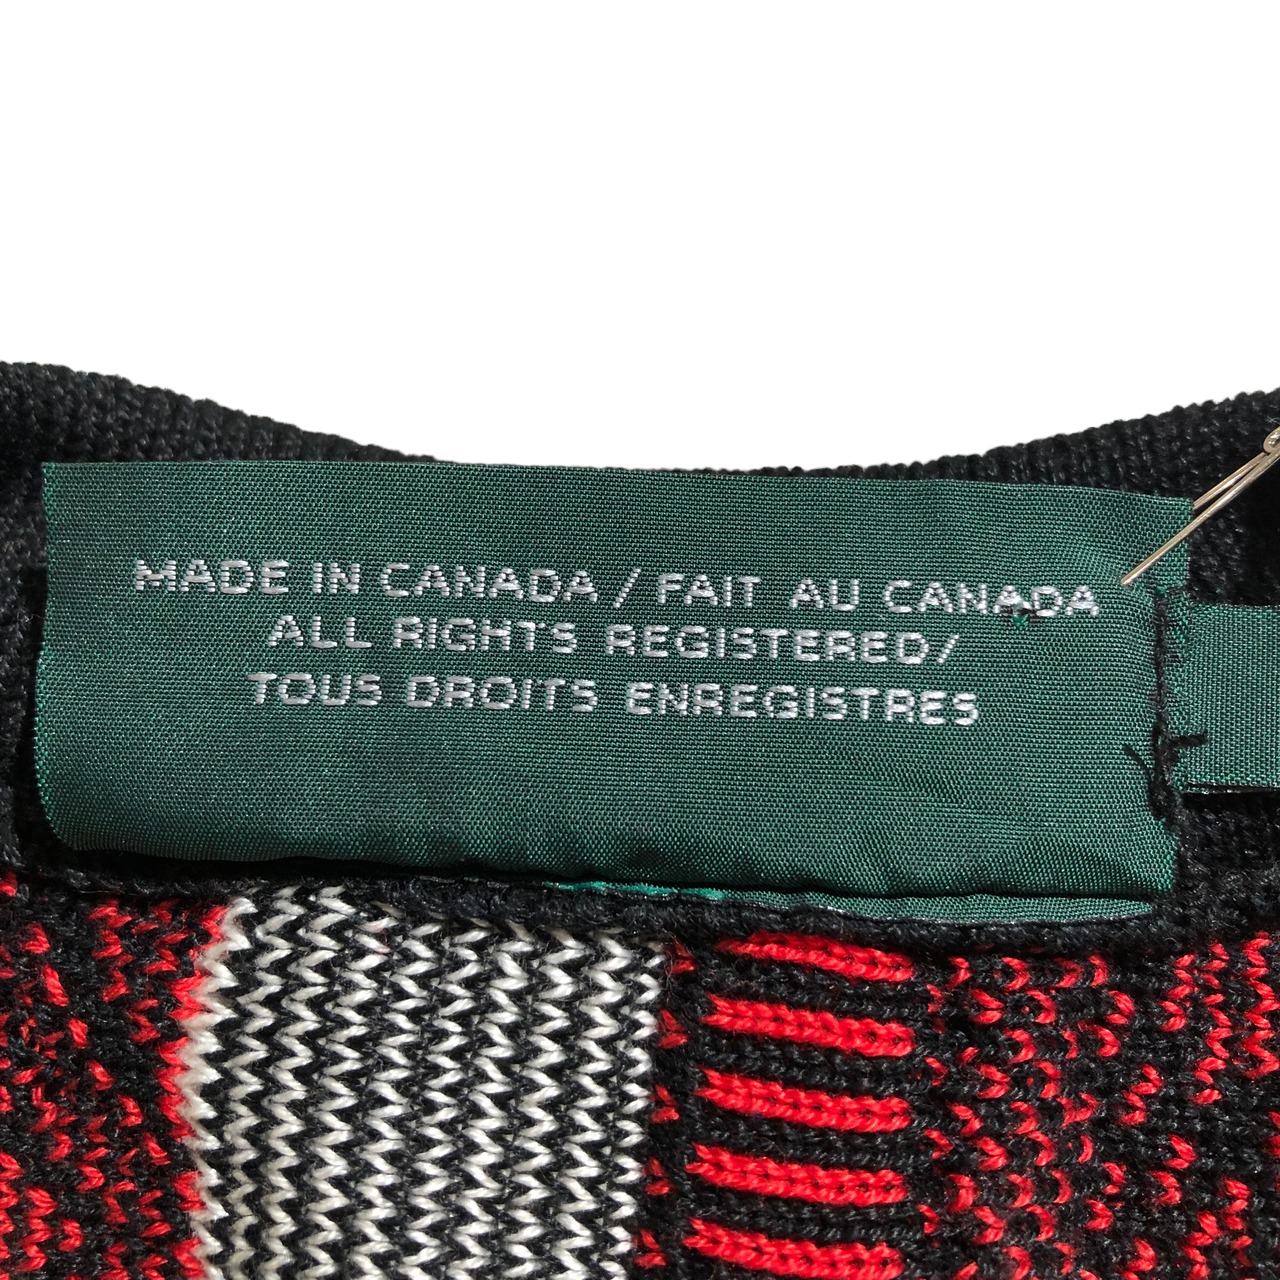 MADE IN CANADA / FAIT AU CANADA
ALL RIGHTS REGISTERED/
TOUS DROITS ENREGISTRES